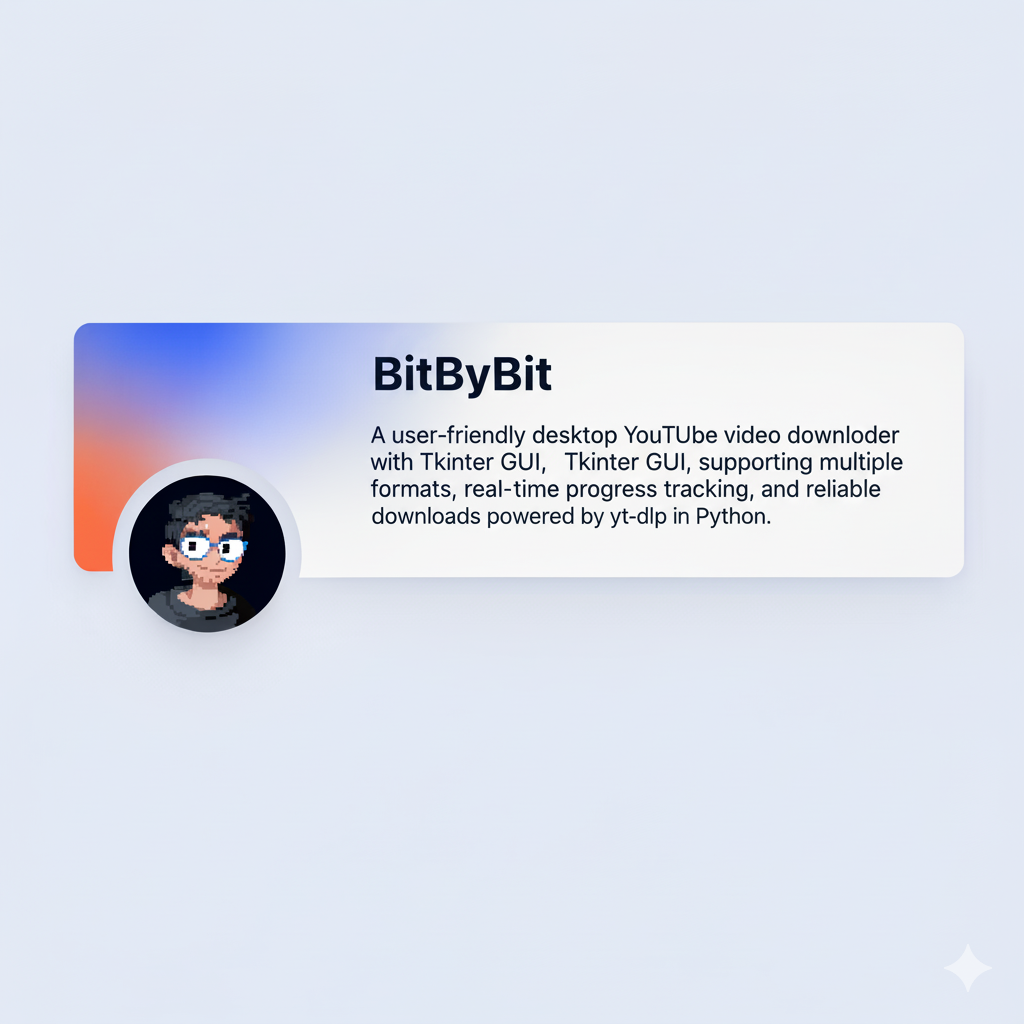 BitByBit
A user-friendly desktop YouTUbe video downloder
with Tkinter GUI,   Tkinter GUI, supporting multiple
formats, real-time progress tracking, and reliable
downloads powered by yt-dlp in Python.